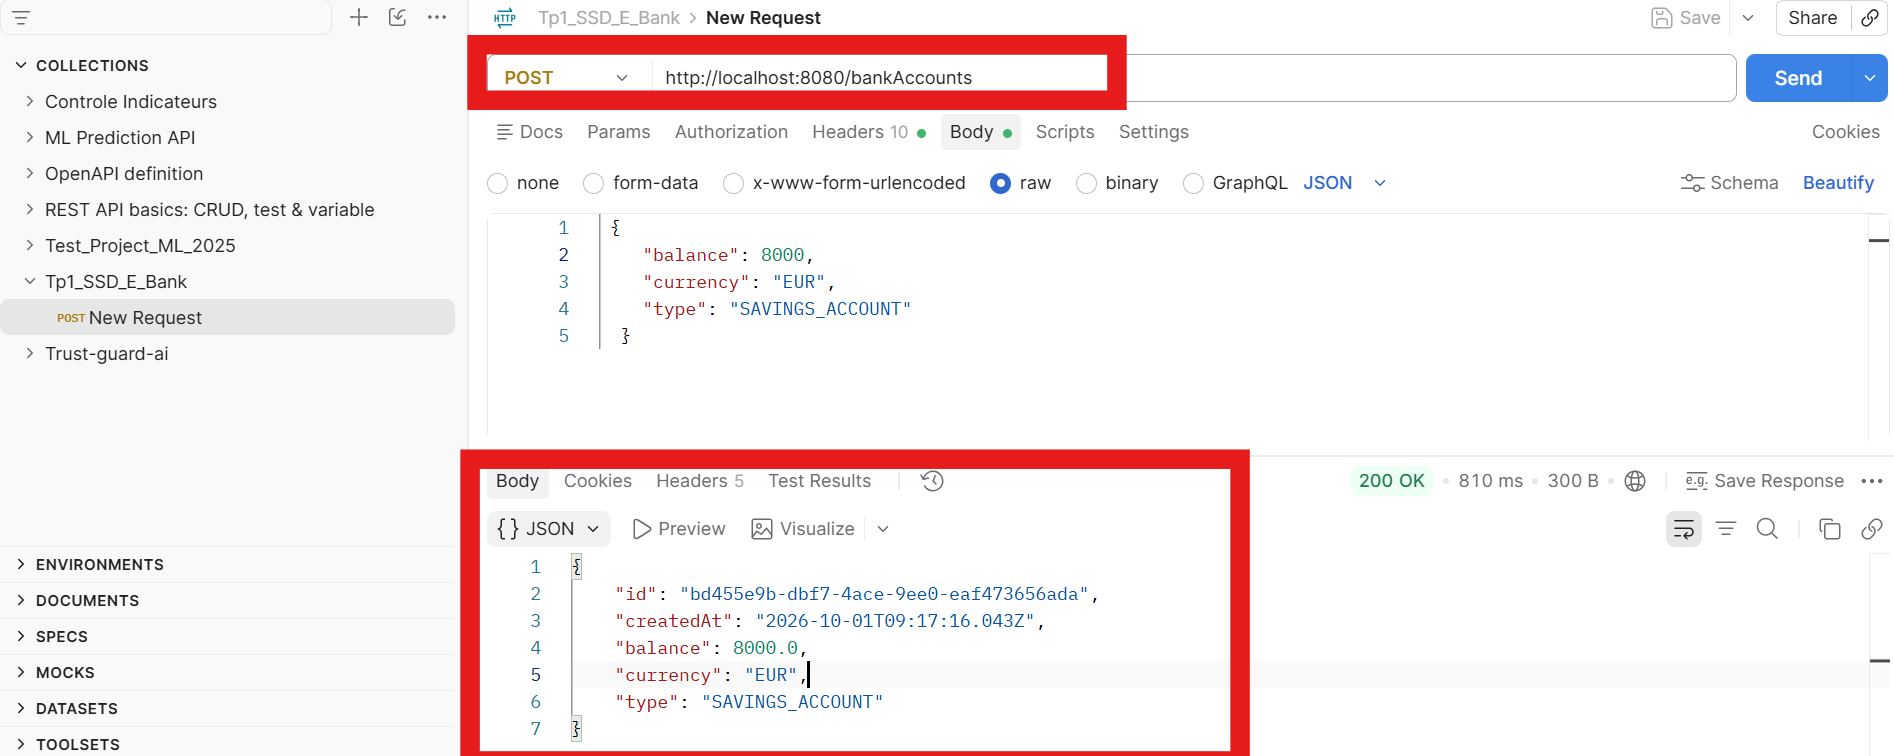 HTTP Tp1_SSD_E_Bank > New Request Save Share
COLLECTIONS
Controle Indicateurs
ML Prediction API
OpenAPI definition
REST API basics: CRUD, test & variable
Test_Project_ML_2025
Tp1_SSD_E_Bank
POST New Request
Trust-guard-ai
ENVIRONMENTS
DOCUMENTS
SPECS
MOCKS
DATASETS
TOOLSETS
POST http://localhost:8080/bankAccounts Send
Docs Params Authorization Headers 10 Body Scripts Settings Cookies
none form-data x-www-form-urlencoded raw binary GraphQL JSON Schema Beautify
1 {
2 "balance": 8000,
3 "currency": "EUR",
4 "type": "SAVINGS_ACCOUNT"
5 }
Body Cookies Headers 5 Test Results 200 OK • 810 ms • 300 B • e.g. Save Response
{} JSON Preview Visualize
1 {
2 "id": "bd455e9b-dbf7-4ace-9ee0-eaf473656ada",
3 "createdAt": "2026-10-01T09:17:16.043Z",
4 "balance": 8000.0,
5 "currency": "EUR",
6 "type": "SAVINGS_ACCOUNT"
7 }